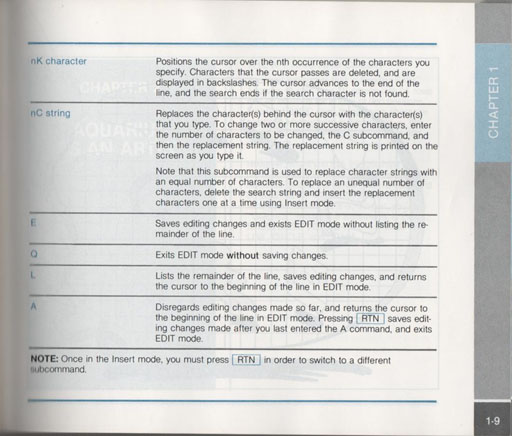 nK character
Positions the cursor over the nth occurrence of the characters you
specify. Characters that the cursor passes are deleted, and are
displayed in backslashes. The cursor advances to the end of the
line, and the search ends if the search character is not found.
nC string
Replaces the character(s) behind the cursor with the character(s)
that you type. To change two or more successive characters, enter
the number of characters to be changed, the C subcommand, and
then the replacement string. The replacement string is printed on the
screen as you type it.
Note that this subcommand is used to replace character strings with
an equal number of characters. To replace an unequal number of
characters, delete the search string and insert the replacement
characters one at a time using Insert mode.
E
Saves editing changes and exists EDIT mode without listing the re-
mainder of the line.
Q
Exits EDIT mode without saving changes.
L
Lists the remainder of the line, saves editing changes, and returns
the cursor to the beginning of the line in EDIT mode.
A
Disregards editing changes made so far, and returns the cursor to
the beginning of the line in EDIT mode. Pressing RTN saves edit-
ing changes made after you last entered the A command, and exits
EDIT mode.
NOTE: Once in the Insert mode, you must press RTN in order to switch to a different
subcommand.
CHAPTER 1
1-9